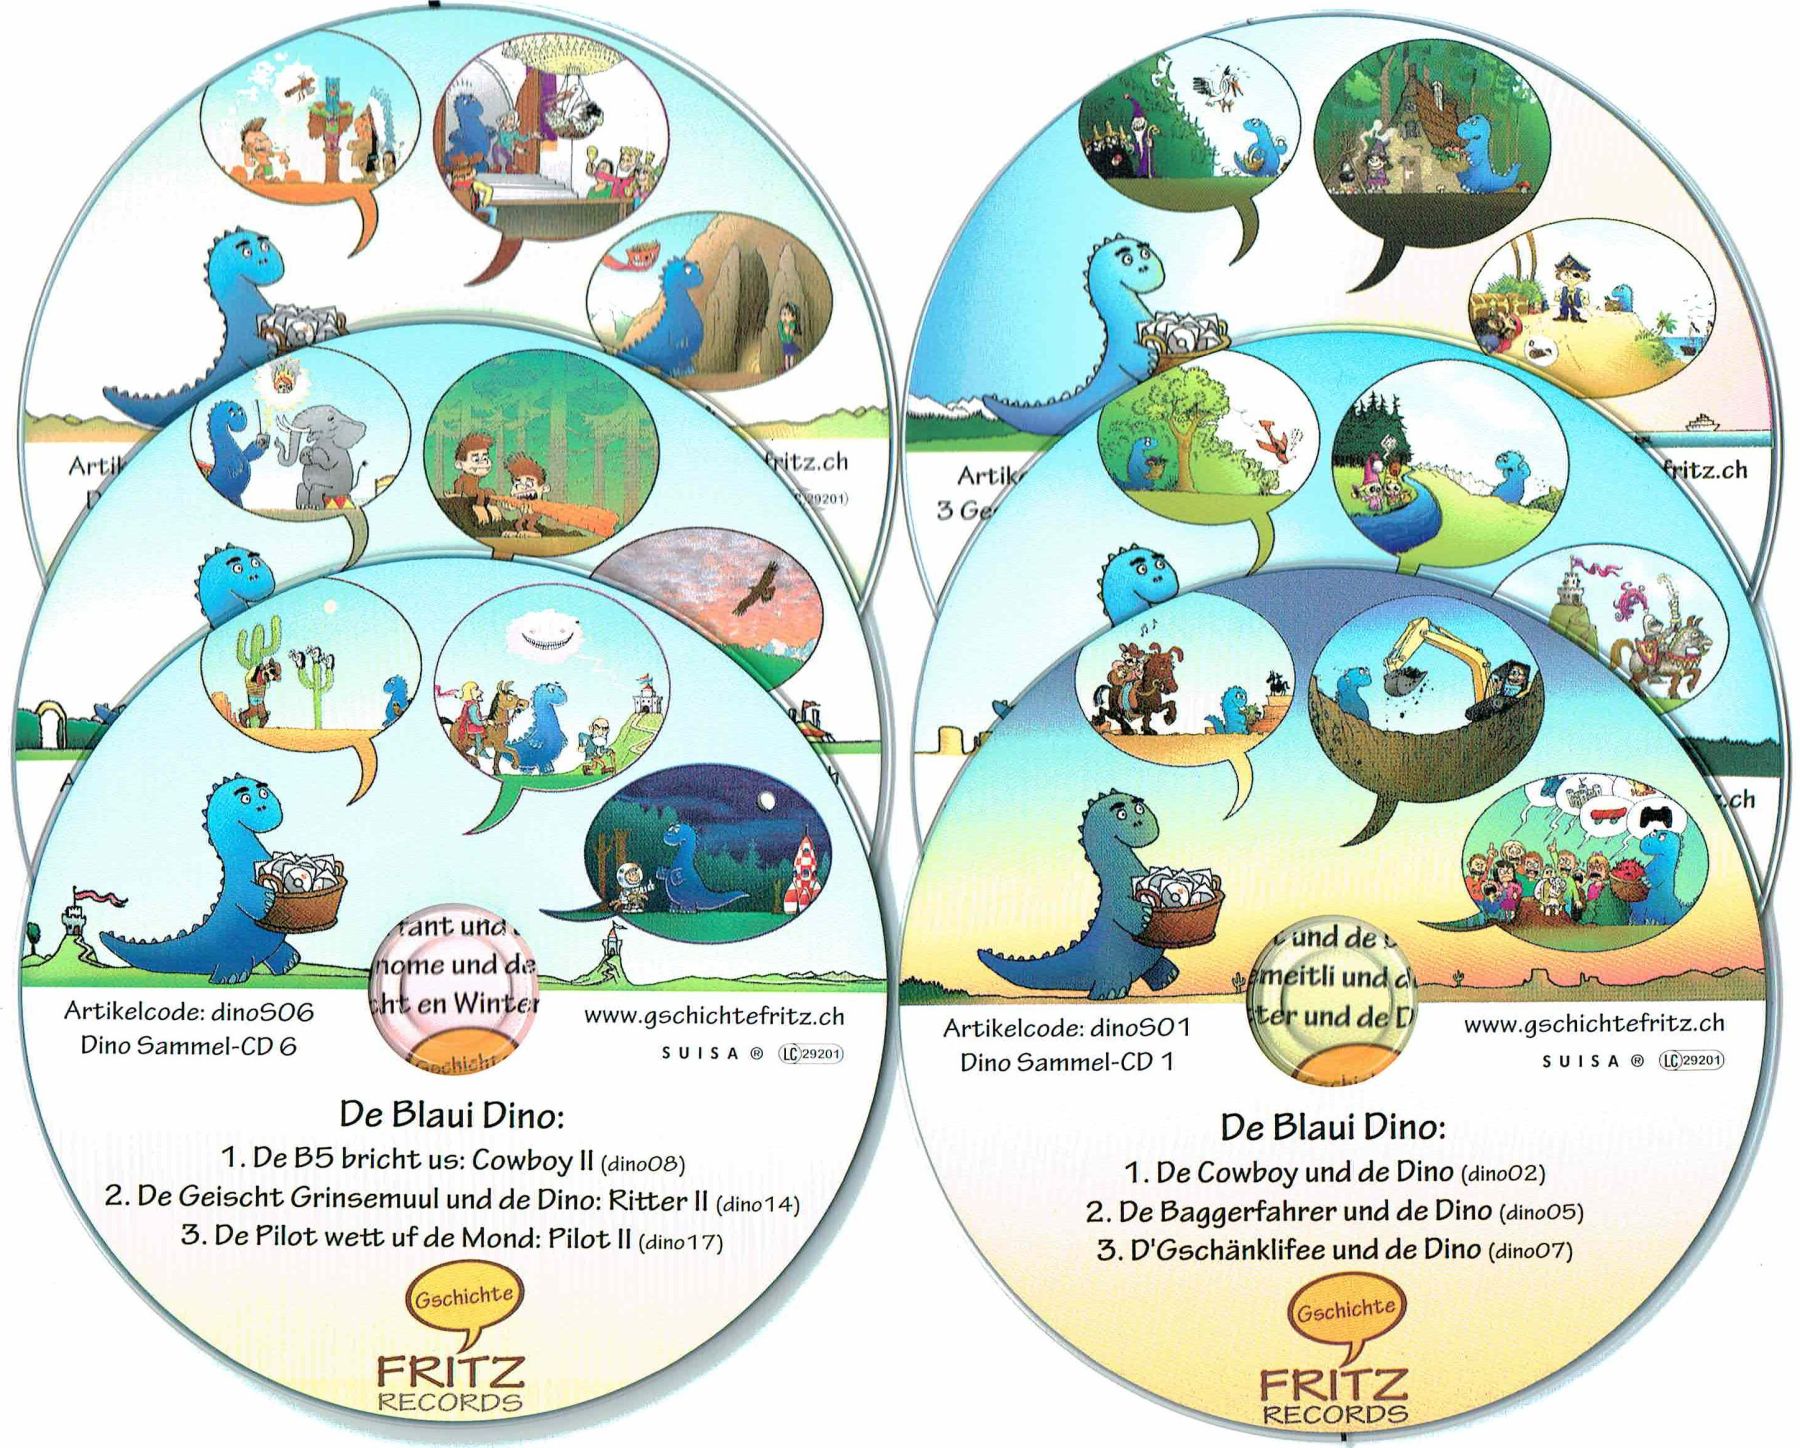 Artik
fritz.ch
LC 29201
Artik
fritz.ch
3 Ge
.ch
Artikelcode: dinoS06
Dino Sammel-CD 6
tant und
nome und de
cht en Winter
Gschicht
www.gschichtefritz.ch
SUISA ® LC 29201
De Blaui Dino:
1. De B5 bricht us: Cowboy II (dino08)
2. De Geischt Grinsemuul und de Dino: Ritter II (dino14)
3. De Pilot wett uf de Mond: Pilot II (dino17)
Gschichte
FRITZ
RECORDS
Artikelcode: dinoS01
Dino Sammel-CD 1
und de
meitli und d
ter und de D
www.gschichtefritz.ch
SUISA ® LC 29201
De Blaui Dino:
1. De Cowboy und de Dino (dino02)
2. De Baggerfahrer und de Dino (dino05)
3. D'Gschänklifee und de Dino (dino07)
Gschichte
FRITZ
RECORDS